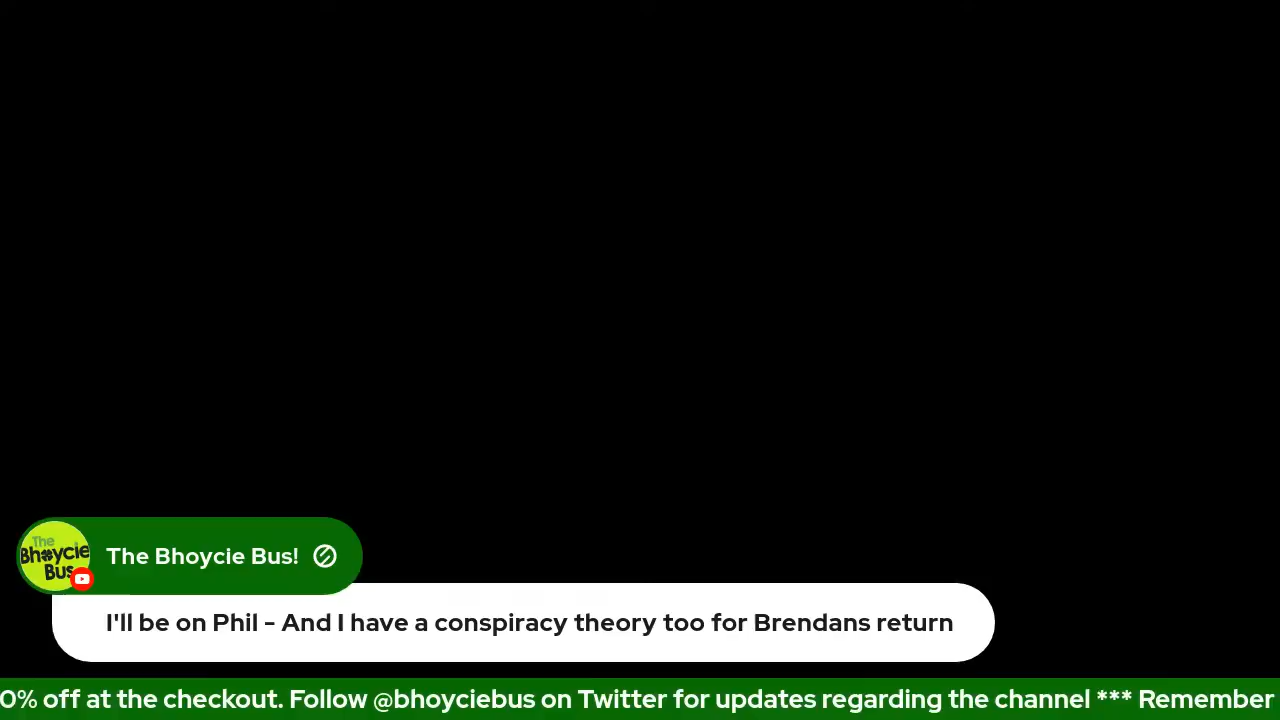 The
Bhoycie
Bus
The Bhoycie Bus!
I'll be on Phil - And I have a conspiracy theory too for Brendans return
0% off at the checkout. Follow @bhoyciebus on Twitter for updates regarding the channel *** Remember